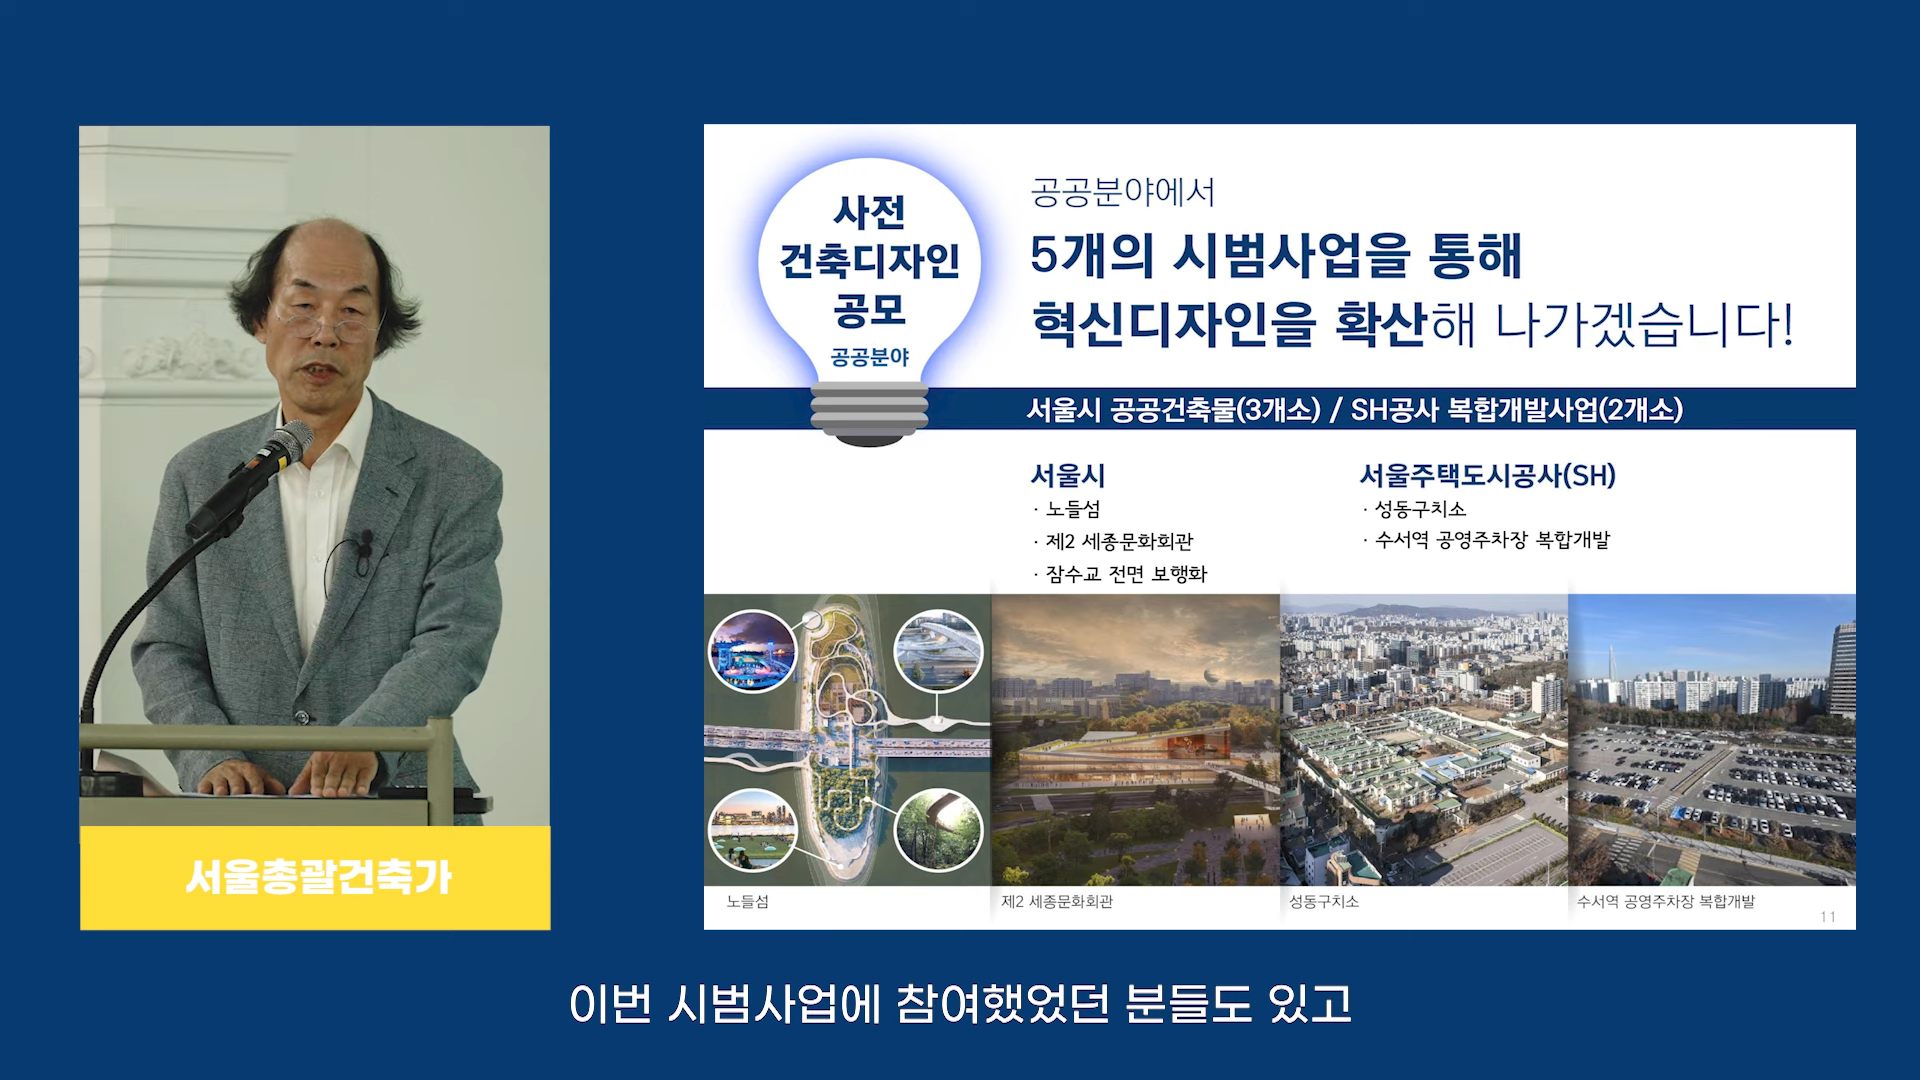 사전
건축디자인
공모
공공분야
공공분야에서
5개의 시범사업을 통해
혁신디자인을 확산해 나가겠습니다!
서울시 공공건축물(3개소) / SH공사 복합개발사업(2개소)
서울시
· 노들섬
· 제2 세종문화회관
· 잠수교 전면 보행화
서울주택도시공사(SH)
· 성동구치소
· 수서역 공영주차장 복합개발
노들섬
제2 세종문화회관
성동구치소
수서역 공영주차장 복합개발
11
서울총괄건축가
이번 시범사업에 참여했었던 분들도 있고